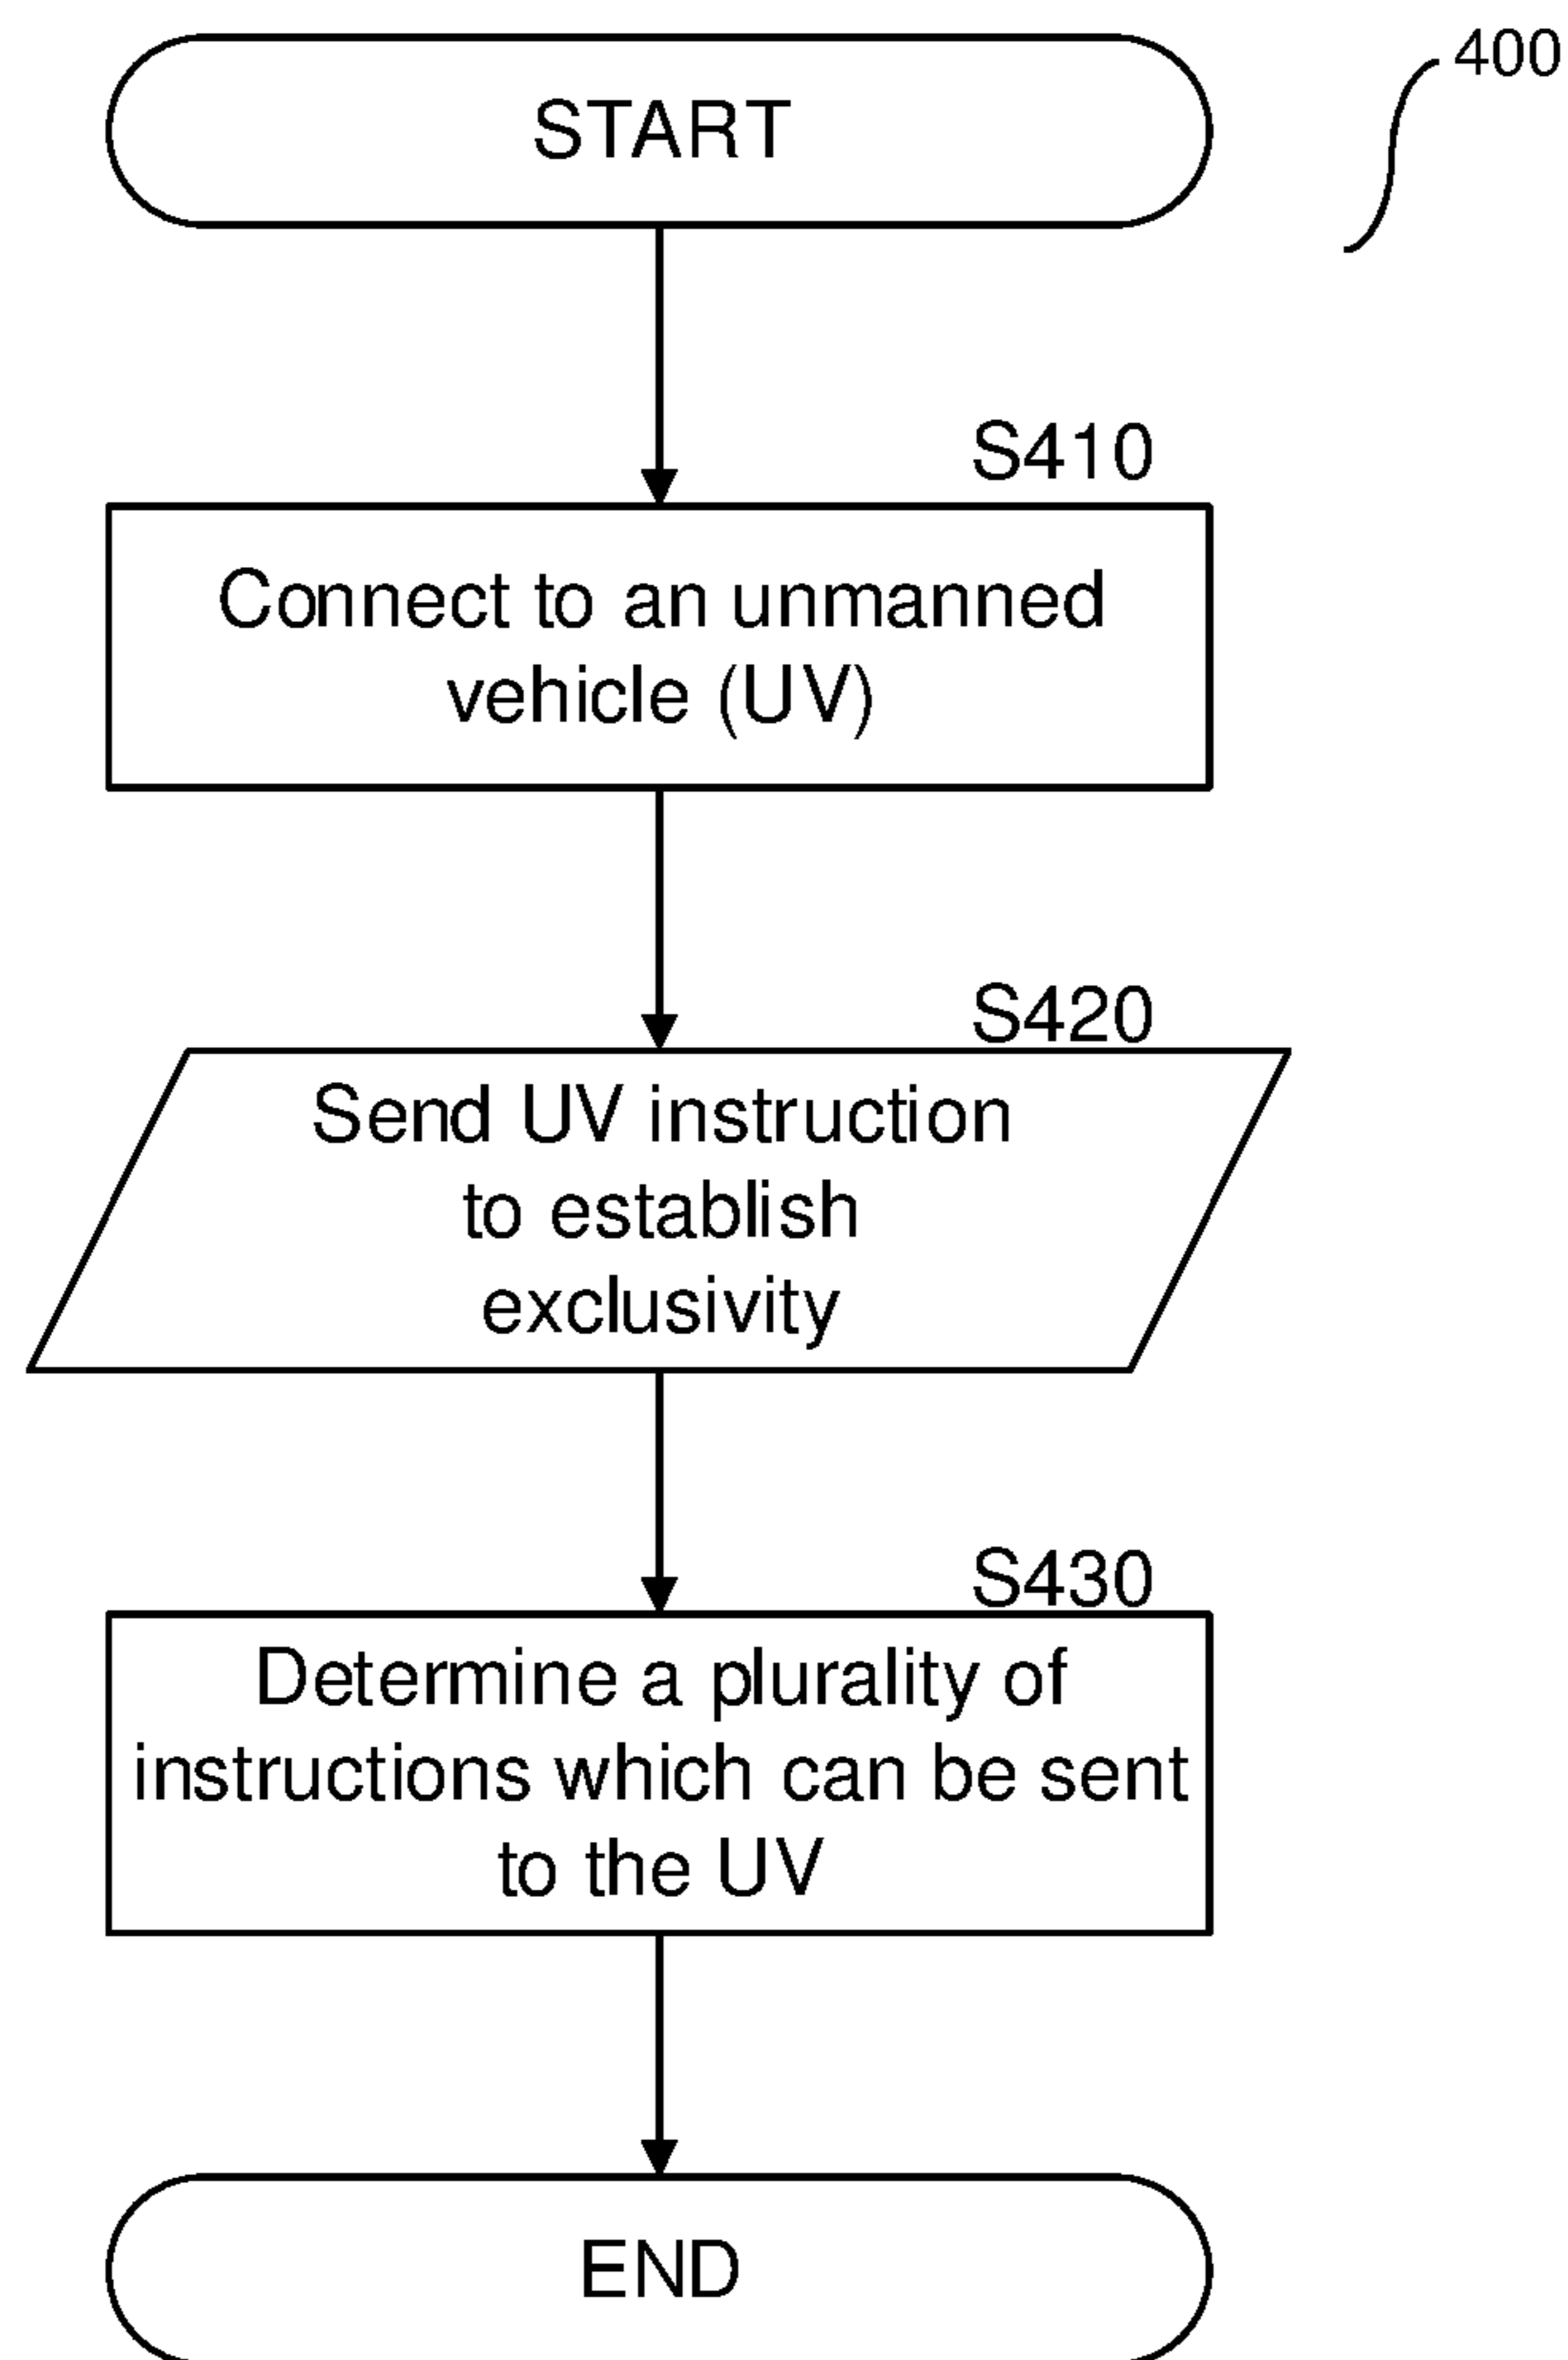 400
START
S410
Connect to an unmanned
vehicle (UV)
S420
Send UV instruction
to establish
exclusivity
S430
Determine a plurality of
instructions which can be sent
to the UV
END